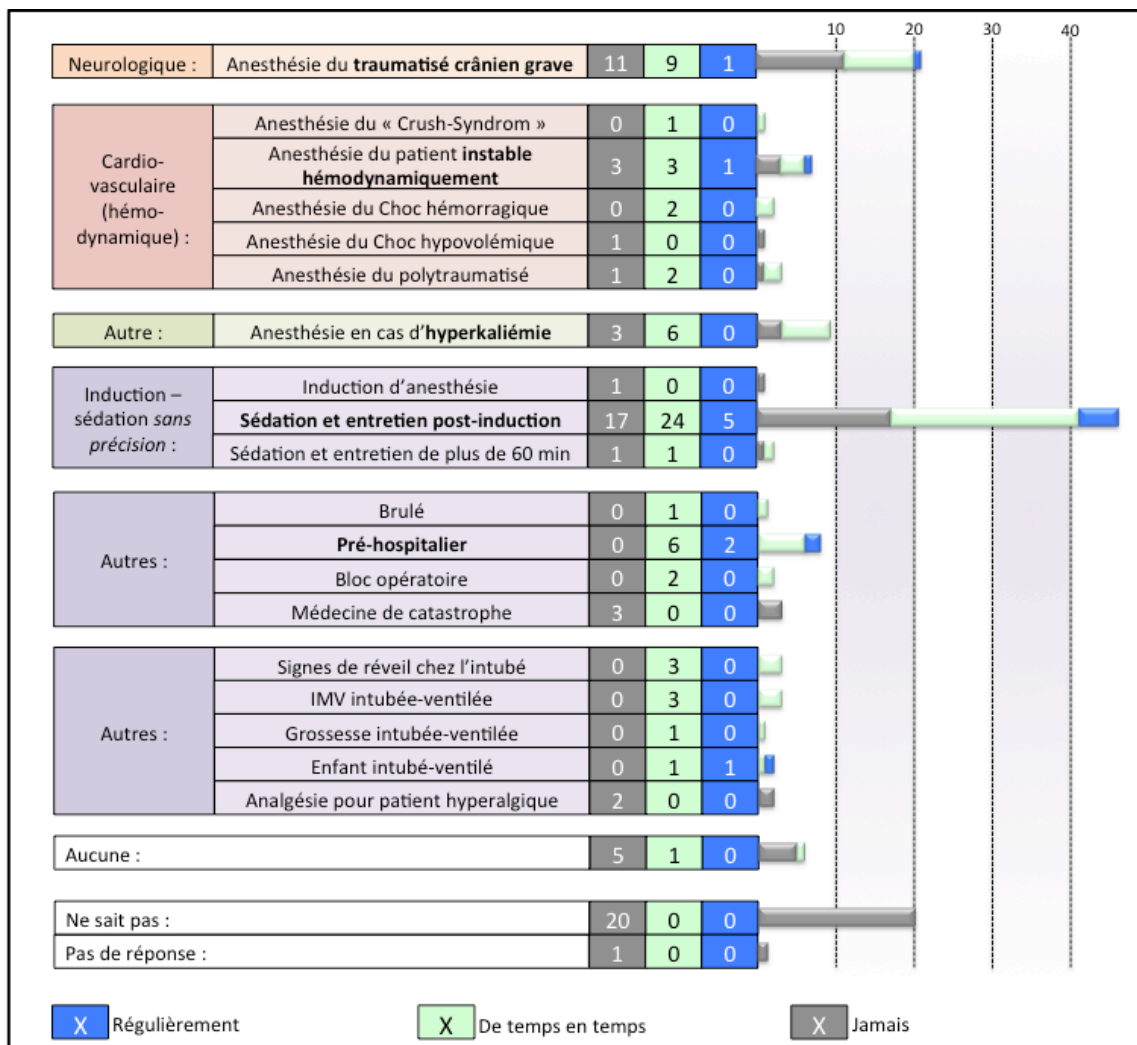 10 20 30 40
Neurologique : Anesthésie du traumatisé crânien grave 11 9 1
Cardio-
vasculaire
(hémo-
dynamique) :
Anesthésie du « Crush-Syndrom » 0 1 0
Anesthésie du patient instable
hémodynamiquement 3 3 1
Anesthésie du Choc hémorragique 0 2 0
Anesthésie du Choc hypovolémique 1 0 0
Anesthésie du polytraumatisé 1 2 0
Autre : Anesthésie en cas d'hyperkaliémie 3 6 0
Induction –
sédation sans
précision :
Induction d'anesthésie 1 0 0
Sédation et entretien post-induction 17 24 5
Sédation et entretien de plus de 60 min 1 1 0
Autres :
Brulé 0 1 0
Pré-hospitalier 0 6 2
Bloc opératoire 0 2 0
Médecine de catastrophe 3 0 0
Autres :
Signes de réveil chez l'intubé 0 3 0
IMV intubée-ventilée 0 3 0
Grossesse intubée-ventilée 0 1 0
Enfant intubé-ventilé 0 1 1
Analgésie pour patient hyperalgique 2 0 0
Aucune : 5 1 0
Ne sait pas : 20 0 0
Pas de réponse : 1 0 0
X Régulièrement X De temps en temps X Jamais